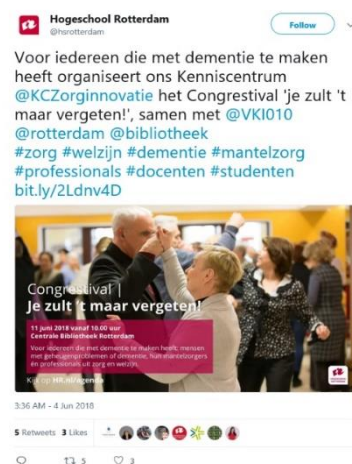 Hogeschool Rotterdam
@hsrotterdam
Follow
Voor iedereen die met dementie te maken
heeft organiseert ons Kenniscentrum
@KCZorginnovatie het Congrestival 'je zult 't
maar vergeten!', samen met @VKI010
@rotterdam @bibliotheek
#zorg #welzijn #dementie #mantelzorg
#professionals #docenten #studenten
bit.ly/2Ldnv4D
Congrestival |
Je zult 't maar vergeten!
11 juni 2018 vanaf 10.00 uur
Centrale Bibliotheek Rotterdam
Voor iedereen die met dementie te maken heeft: mensen
met geheugenproblemen of dementie, hun mantelzorgers
én professionals uit zorg en welzijn.
Kijk op HR.nl/agenda
3:36 AM - 4 Jun 2018
5 Retweets 3 Likes
5 3